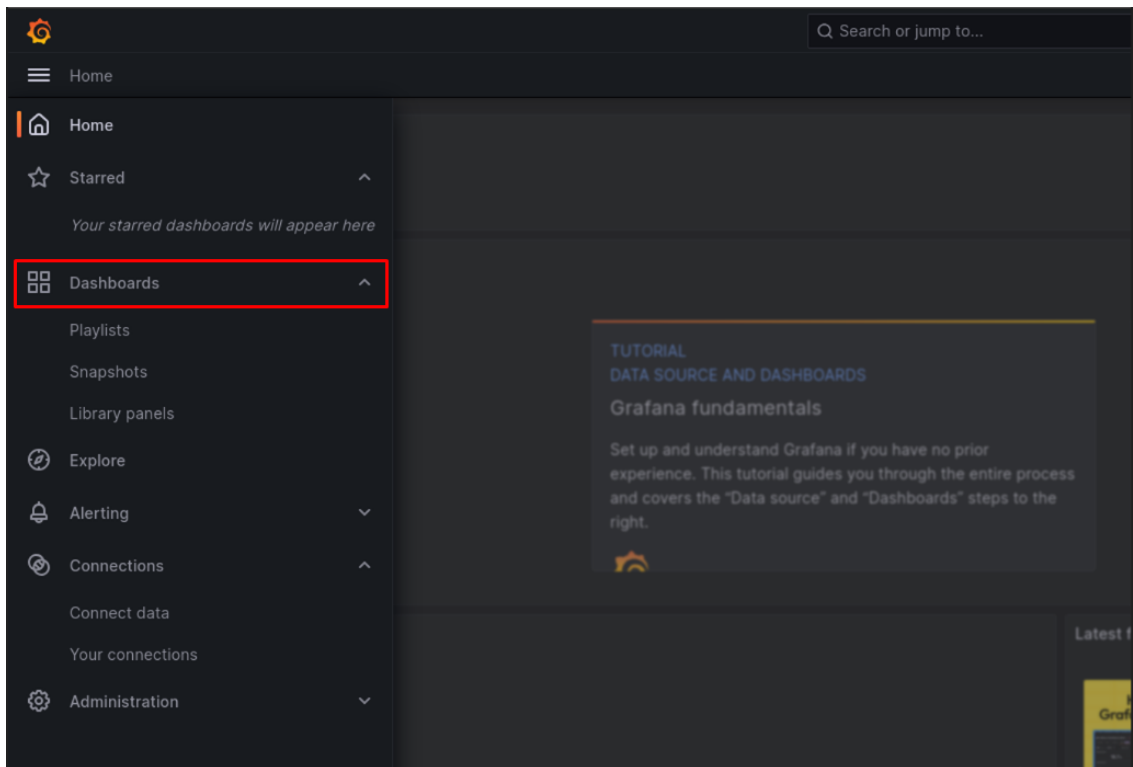 Search or jump to...
Home
Home
Starred
Your starred dashboards will appear here
Dashboards
Playlists
Snapshots
Library panels
Explore
Alerting
Connections
Connect data
Your connections
Administration
TUTORIAL
DATA SOURCE AND DASHBOARDS
Grafana fundamentals
Set up and understand Grafana if you have no prior
experience. This tutorial guides you through the entire process
and covers the “Data source” and “Dashboards” steps to the
right.
Latest